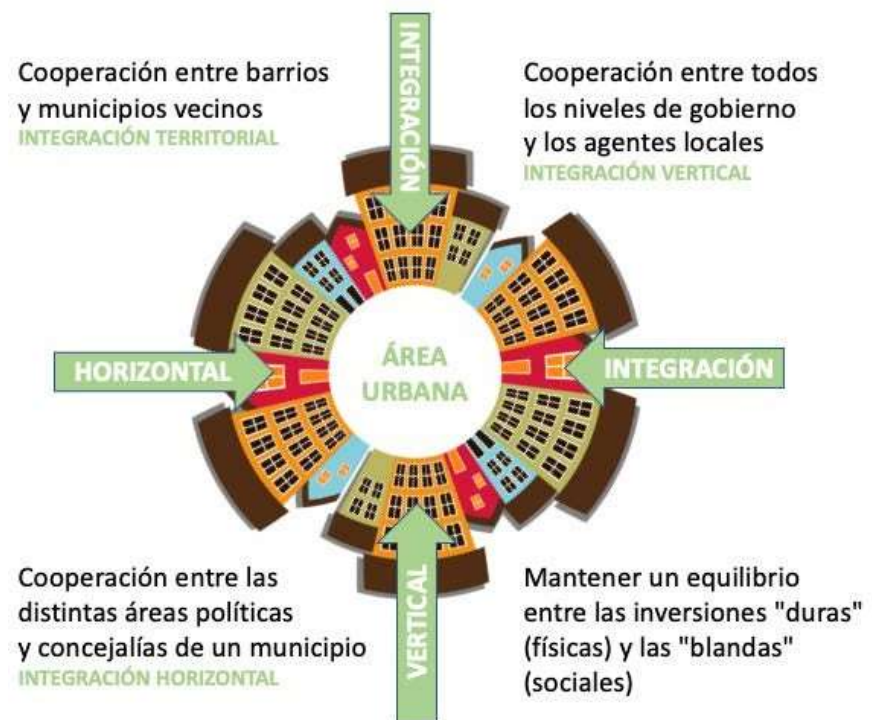 Cooperación entre barrios
y municipios vecinos
INTEGRACIÓN TERRITORIAL
INTEGRACIÓN
Cooperación entre todos
los niveles de gobierno
y los agentes locales
INTEGRACIÓN VERTICAL
HORIZONTAL
ÁREA
URBANA
INTEGRACIÓN
Cooperación entre las
distintas áreas políticas
y concejalías de un municipio
INTEGRACIÓN HORIZONTAL
VERTICAL
Mantener un equilibrio
entre las inversiones "duras"
(físicas) y las "blandas"
(sociales)